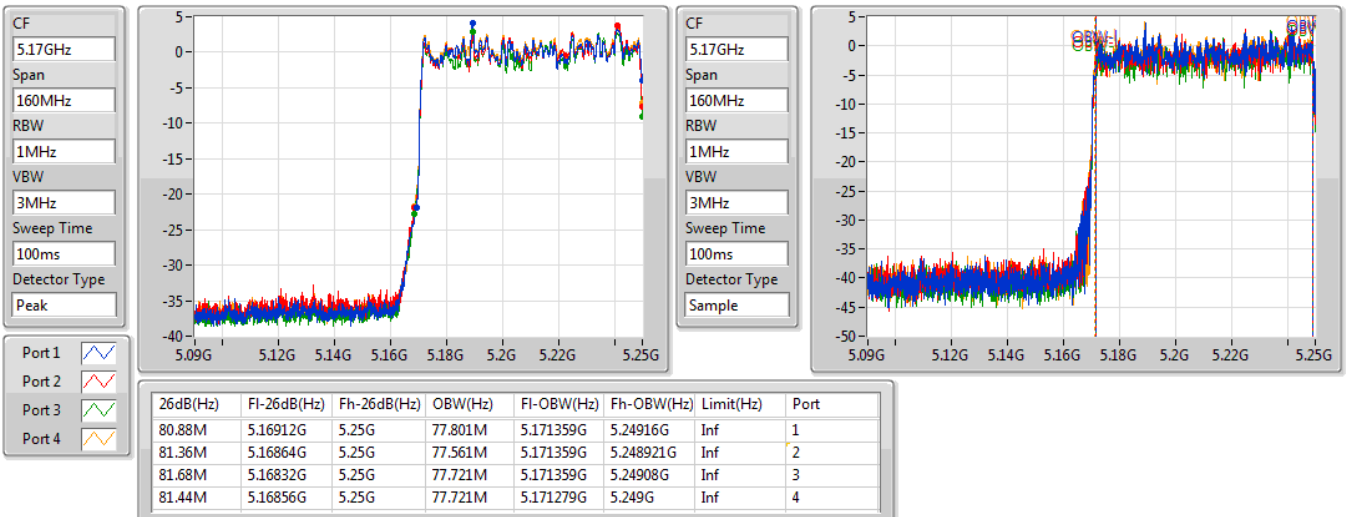 CF
5.17GHz
Span
160MHz
RBW
1MHz
VBW
3MHz
Sweep Time
100ms
Detector Type
Peak
5-
0-
-5-
-10-
-15-
-20-
-25-
-30-
-35-
-40-
5.09G 5.12G 5.14G 5.16G 5.18G 5.2G 5.22G 5.25G
CF
5.17GHz
Span
160MHz
RBW
1MHz
VBW
3MHz
Sweep Time
100ms
Detector Type
Sample
5-
0-
-5-
-10-
-15-
-20-
-25-
-30-
-35-
-40-
-45-
-50-
OBW-l
OBW
5.09G 5.12G 5.14G 5.16G 5.18G 5.2G 5.22G 5.25G
Port 1
Port 2
Port 3
Port 4
26dB(Hz) Fl-26dB(Hz) Fh-26dB(Hz) OBW(Hz) Fl-OBW(Hz) Fh-OBW(Hz) Limit(Hz) Port
80.88M 5.16912G 5.25G 77.801M 5.171359G 5.24916G Inf 1
81.36M 5.16864G 5.25G 77.561M 5.171359G 5.248921G Inf 2
81.68M 5.16832G 5.25G 77.721M 5.171359G 5.24908G Inf 3
81.44M 5.16856G 5.25G 77.721M 5.171279G 5.249G Inf 4